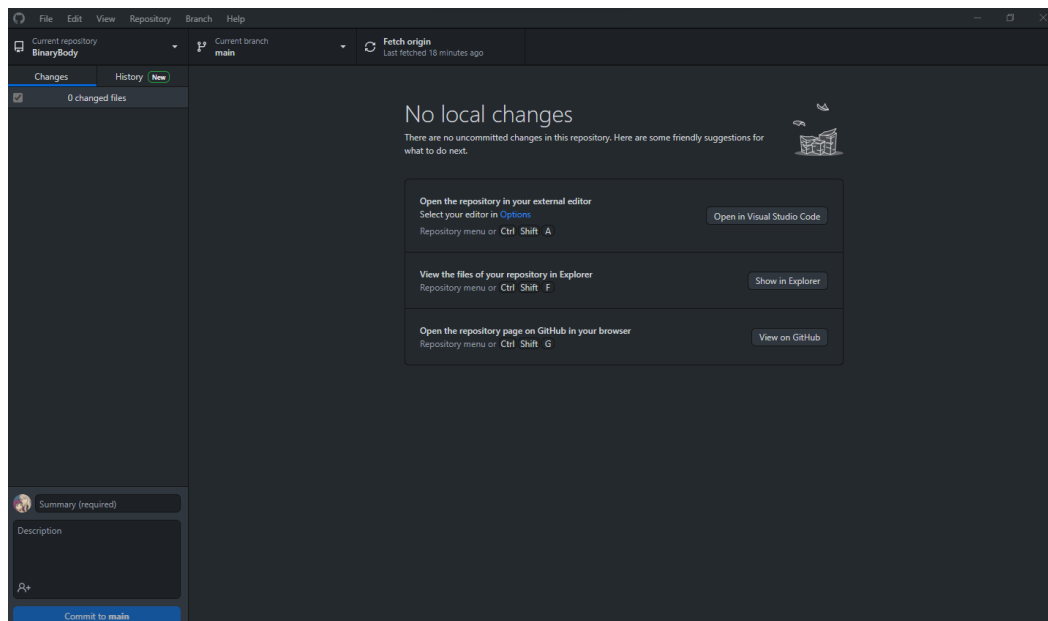 File Edit View Repository Branch Help
Current repository
BinaryBody
Current branch
main
Fetch origin
Last fetched 18 minutes ago
Changes
History New
0 changed files
No local changes
There are no uncommitted changes in this repository. Here are some friendly suggestions for
what to do next.
Open the repository in your external editor
Select your editor in Options
Repository menu or Ctrl Shift A
Open in Visual Studio Code
View the files of your repository in Explorer
Repository menu or Ctrl Shift F
Show in Explorer
Open the repository page on GitHub in your browser
Repository menu or Ctrl Shift G
View on GitHub
Summary (required)
Description
Commit to main